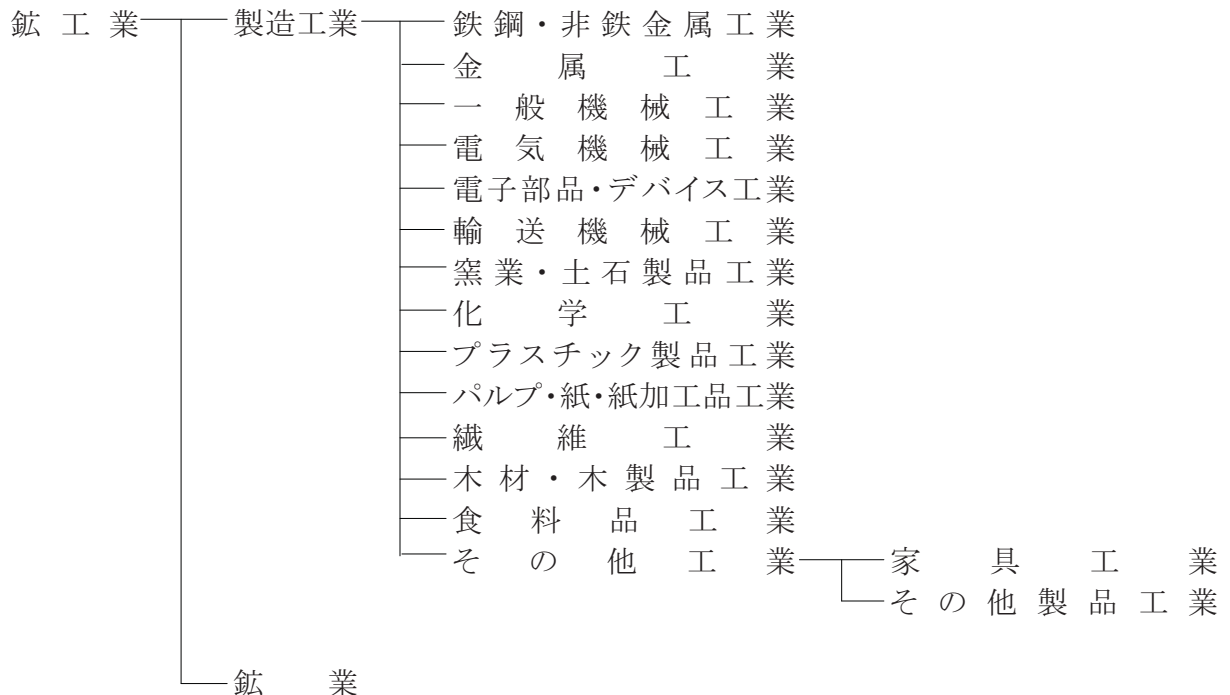 鉱工業 製造工業 鉄鋼・非鉄金属工業
金属工業
一般機械工業
電気機械工業
電子部品・デバイス工業
輸送機械工業
窯業・土石製品工業
化学工業
プラスチック製品工業
パルプ・紙・紙加工品工業
繊維工業
木材・木製品工業
食料品工業
その他工業 家具工業
その他製品工業
鉱業